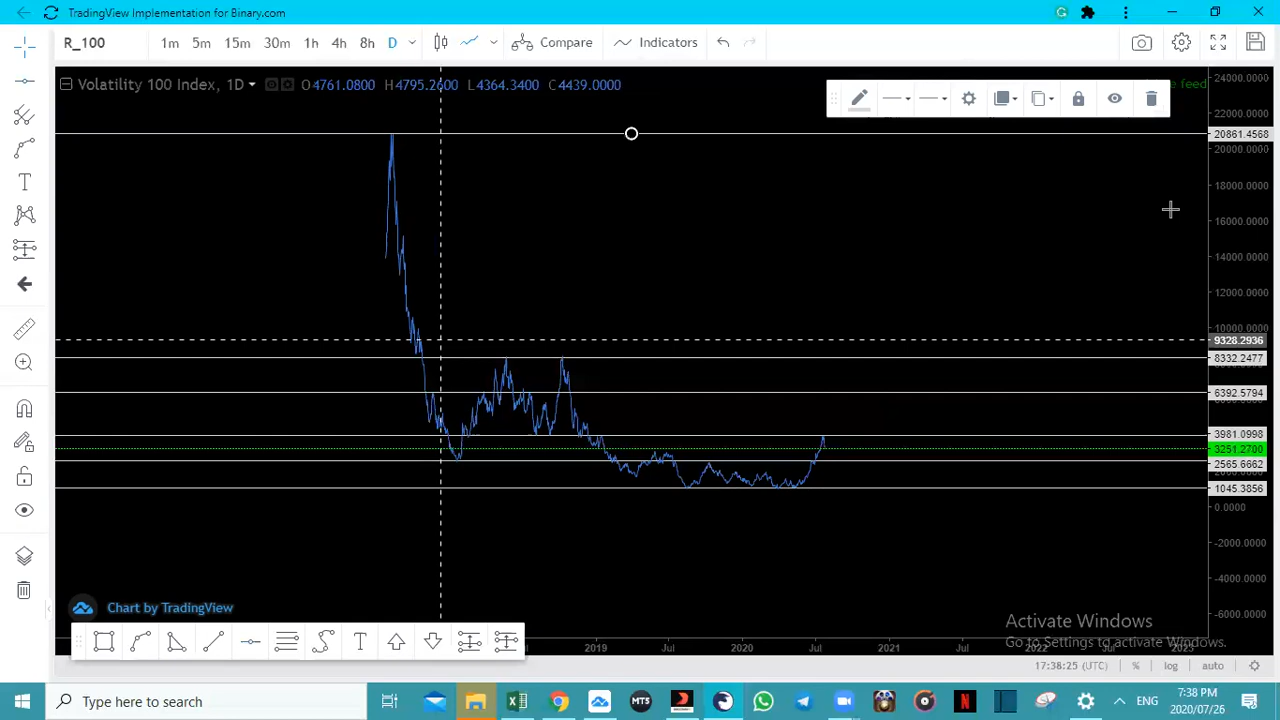 TradingView Implementation for Binary.com
R_100 1m 5m 15m 30m 1h 4h 8h D Compare Indicators
Volatility 100 Index, 1D O4761.0800 H4795.2600 L4364.3400 C4439.0000
feed
24000.0000
22000.0000
20861.4568
20000.0000
18000.0000
16000.0000
14000.0000
12000.0000
10000.0000
9328.2936
8332.2477
6392.5794
3981.0998
3251.2700
2565.6662
1045.3856
0.0000
-2000.0000
-4000.0000
-6000.0000
Chart by TradingView
Activate Windows
Go to Settings to activate Windows.
2019 Jul 2020 Jul 2021 Jul 2022 Jul 2023
17:38:25 (UTC) % log auto
Type here to search
MT5
N
ENG
7:38 PM
2020/07/26